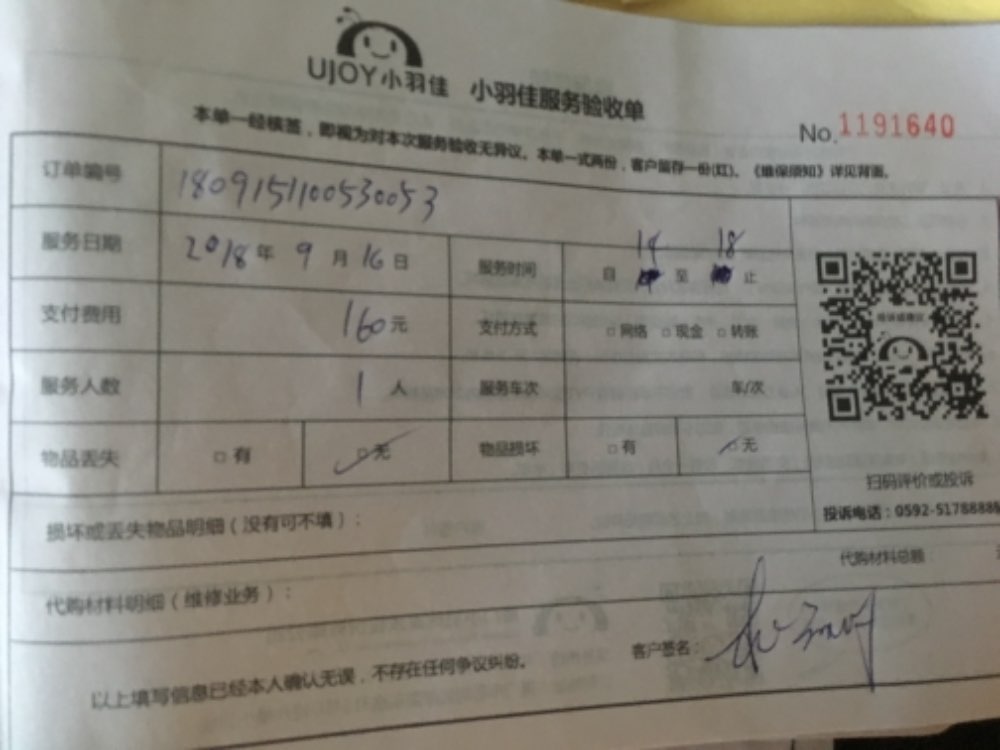 UJOY小羽佳 小羽佳服务验收单
No.1191640
本单一经核签，即视为对本次服务验收无异议。本单一式两份，客户留存一份(红)。《维保须知》详见背面。
订单编号 1809151100530053
服务日期 2018年 9月16日 服务时间 自 14 至 18 止
支付费用 160元 支付方式 □网络 □现金 □转账
服务人数 1人 服务车次 车/次
物品丢失 □有 □无 物品损坏 □有 □无
扫码评价或投诉
投诉电话：0592-5178888
损坏或丢失物品明细（没有可不填）：
代购材料明细（维修业务）： 代购材料总额
以上填写信息已经本人确认无误，不存在任何争议纠纷。 客户签名：